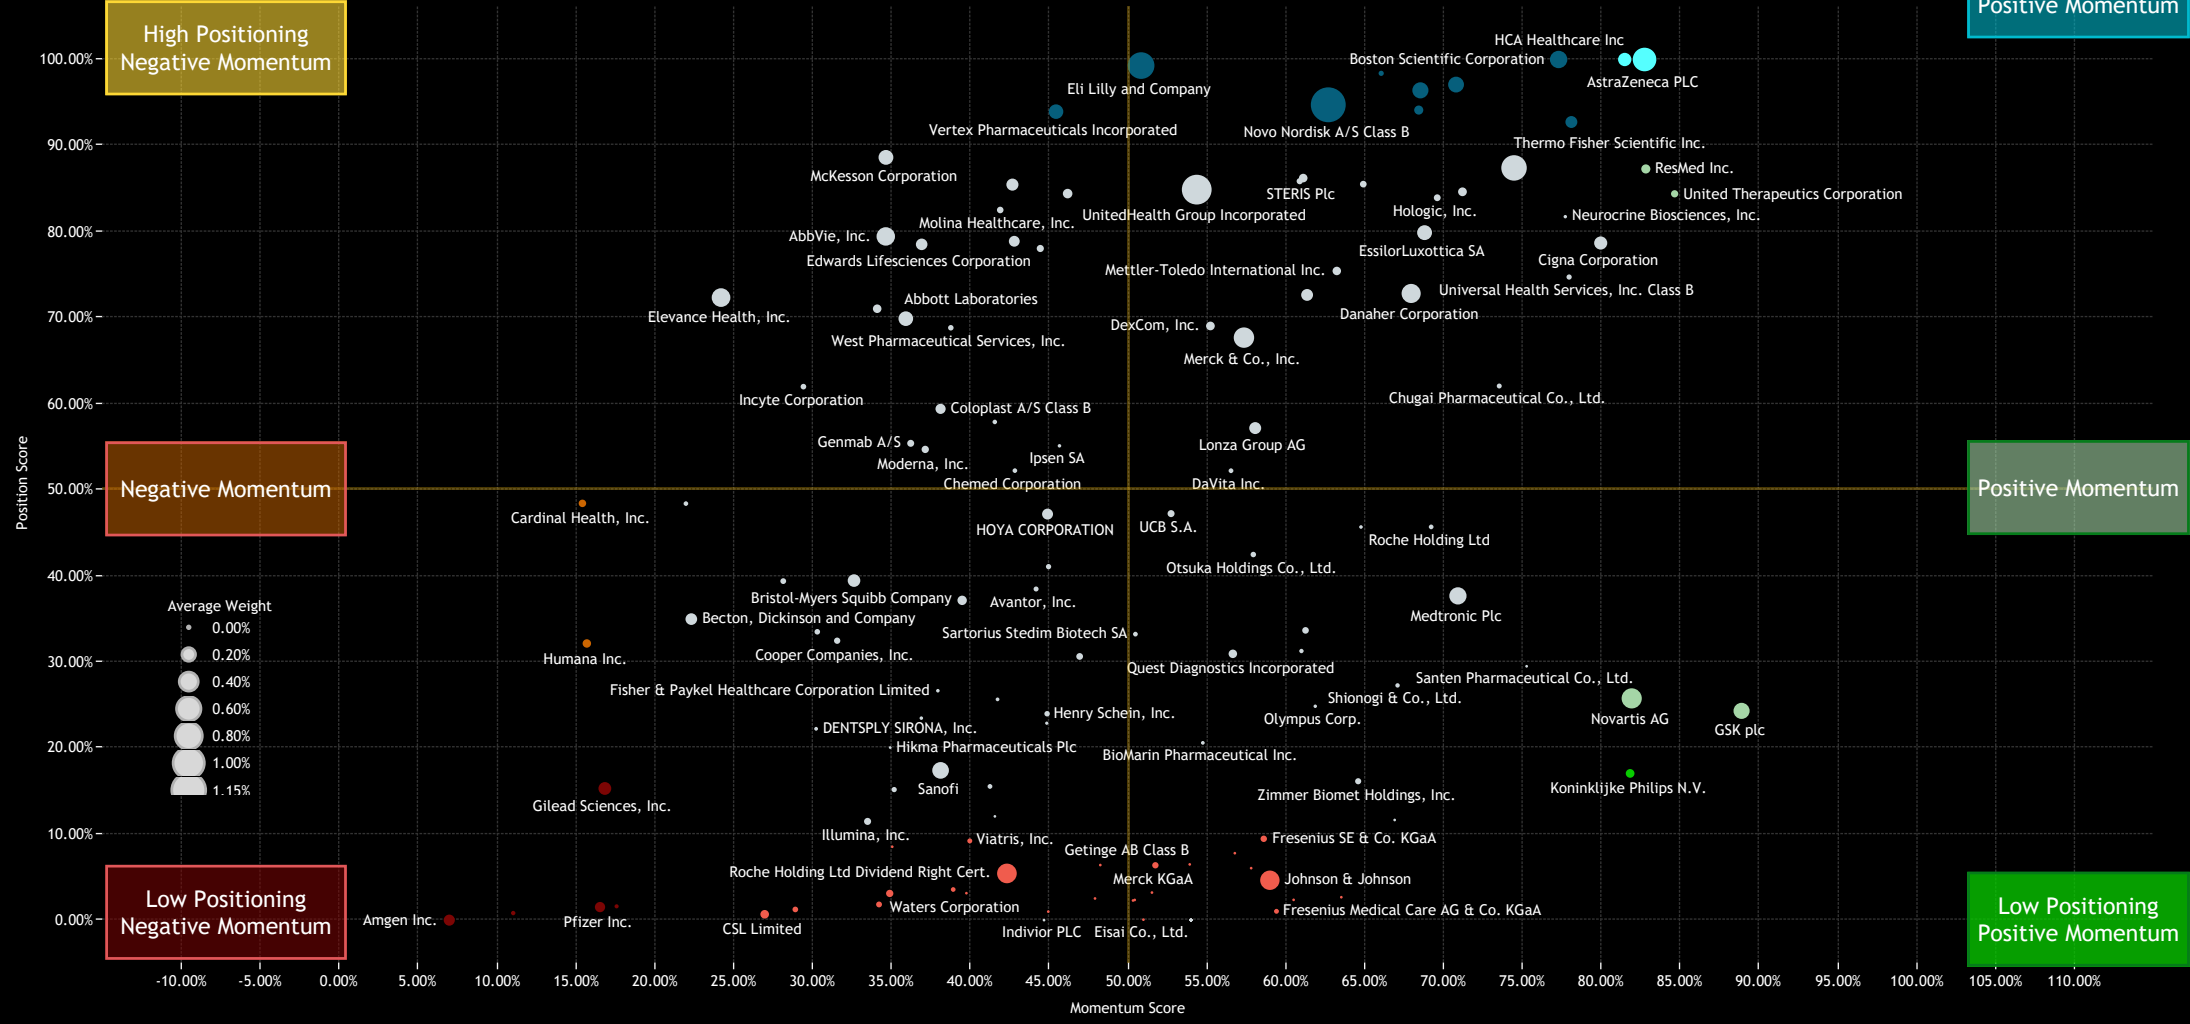 Positive Momentum
High Positioning
Negative Momentum
HCA Healthcare Inc
100.00%
Boston Scientific Corporation
AstraZeneca PLC
Eli Lilly and Company
Vertex Pharmaceuticals Incorporated
Novo Nordisk A/S Class B
90.00%
Thermo Fisher Scientific Inc.
ResMed Inc.
McKesson Corporation
STERIS Plc
United Therapeutics Corporation
Hologic, Inc.
UnitedHealth Group Incorporated
Neurocrine Biosciences, Inc.
Molina Healthcare, Inc.
80.00%
AbbVie, Inc.
EssilorLuxottica SA
Edwards Lifesciences Corporation
Cigna Corporation
Mettler-Toledo International Inc.
Universal Health Services, Inc. Class B
Abbott Laboratories
Danaher Corporation
70.00%
Elevance Health, Inc.
DexCom, Inc.
West Pharmaceutical Services, Inc.
Merck & Co., Inc.
60.00%
Incyte Corporation
Chugai Pharmaceutical Co., Ltd.
Coloplast A/S Class B
Genmab A/S
Lonza Group AG
Ipsen SA
Moderna, Inc.
Chemed Corporation
DaVita Inc.
Position Score
50.00%
Negative Momentum
Positive Momentum
Cardinal Health, Inc.
HOYA CORPORATION
UCB S.A.
Roche Holding Ltd
Otsuka Holdings Co., Ltd.
40.00%
Bristol-Myers Squibb Company
Avantor, Inc.
Average Weight
0.00%
0.20%
0.40%
0.60%
0.80%
1.00%
1.15%
Becton, Dickinson and Company
Medtronic Plc
Sartorius Stedim Biotech SA
Humana Inc.
Cooper Companies, Inc.
30.00%
Quest Diagnostics Incorporated
Santen Pharmaceutical Co., Ltd.
Fisher & Paykel Healthcare Corporation Limited
Shionogi & Co., Ltd.
Henry Schein, Inc.
Olympus Corp.
Novartis AG
DENTSPLY SIRONA, Inc.
GSK plc
20.00%
Hikma Pharmaceuticals Plc
BioMarin Pharmaceutical Inc.
Sanofi
Koninklijke Philips N.V.
Zimmer Biomet Holdings, Inc.
Gilead Sciences, Inc.
10.00%
Illumina, Inc.
Viatris, Inc.
Fresenius SE & Co. KGaA
Getinge AB Class B
Roche Holding Ltd Dividend Right Cert.
Merck KGaA
Johnson & Johnson
Low Positioning
Negative Momentum
Waters Corporation
Fresenius Medical Care AG & Co. KGaA
Low Positioning
Positive Momentum
0.00%
Amgen Inc.
Pfizer Inc.
CSL Limited
Indivior PLC
Eisai Co., Ltd.
-10.00%
-5.00%
0.00%
5.00%
10.00%
15.00%
20.00%
25.00%
30.00%
35.00%
40.00%
45.00%
50.00%
55.00%
60.00%
65.00%
70.00%
75.00%
80.00%
85.00%
90.00%
95.00%
100.00%
105.00%
110.00%
Momentum Score